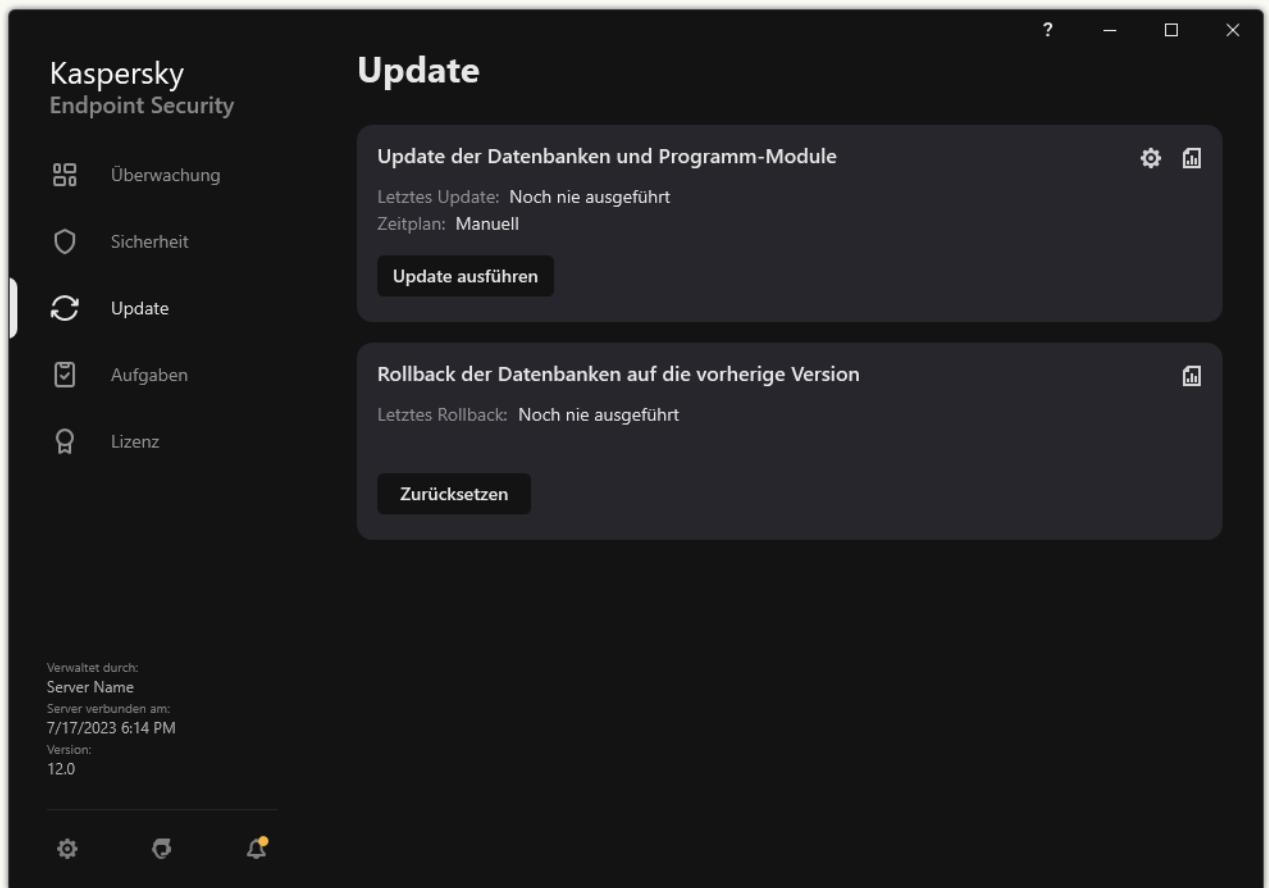 ?
Kaspersky
Endpoint Security
Überwachung
Sicherheit
Update
Aufgaben
Lizenz
Verwaltet durch:
Server Name
Server verbunden am:
7/17/2023 6:14 PM
Version:
12.0
Update
Update der Datenbanken und Programm-Module
Letztes Update: Noch nie ausgeführt
Zeitplan: Manuell
Update ausführen
Rollback der Datenbanken auf die vorherige Version
Letztes Rollback: Noch nie ausgeführt
Zurücksetzen